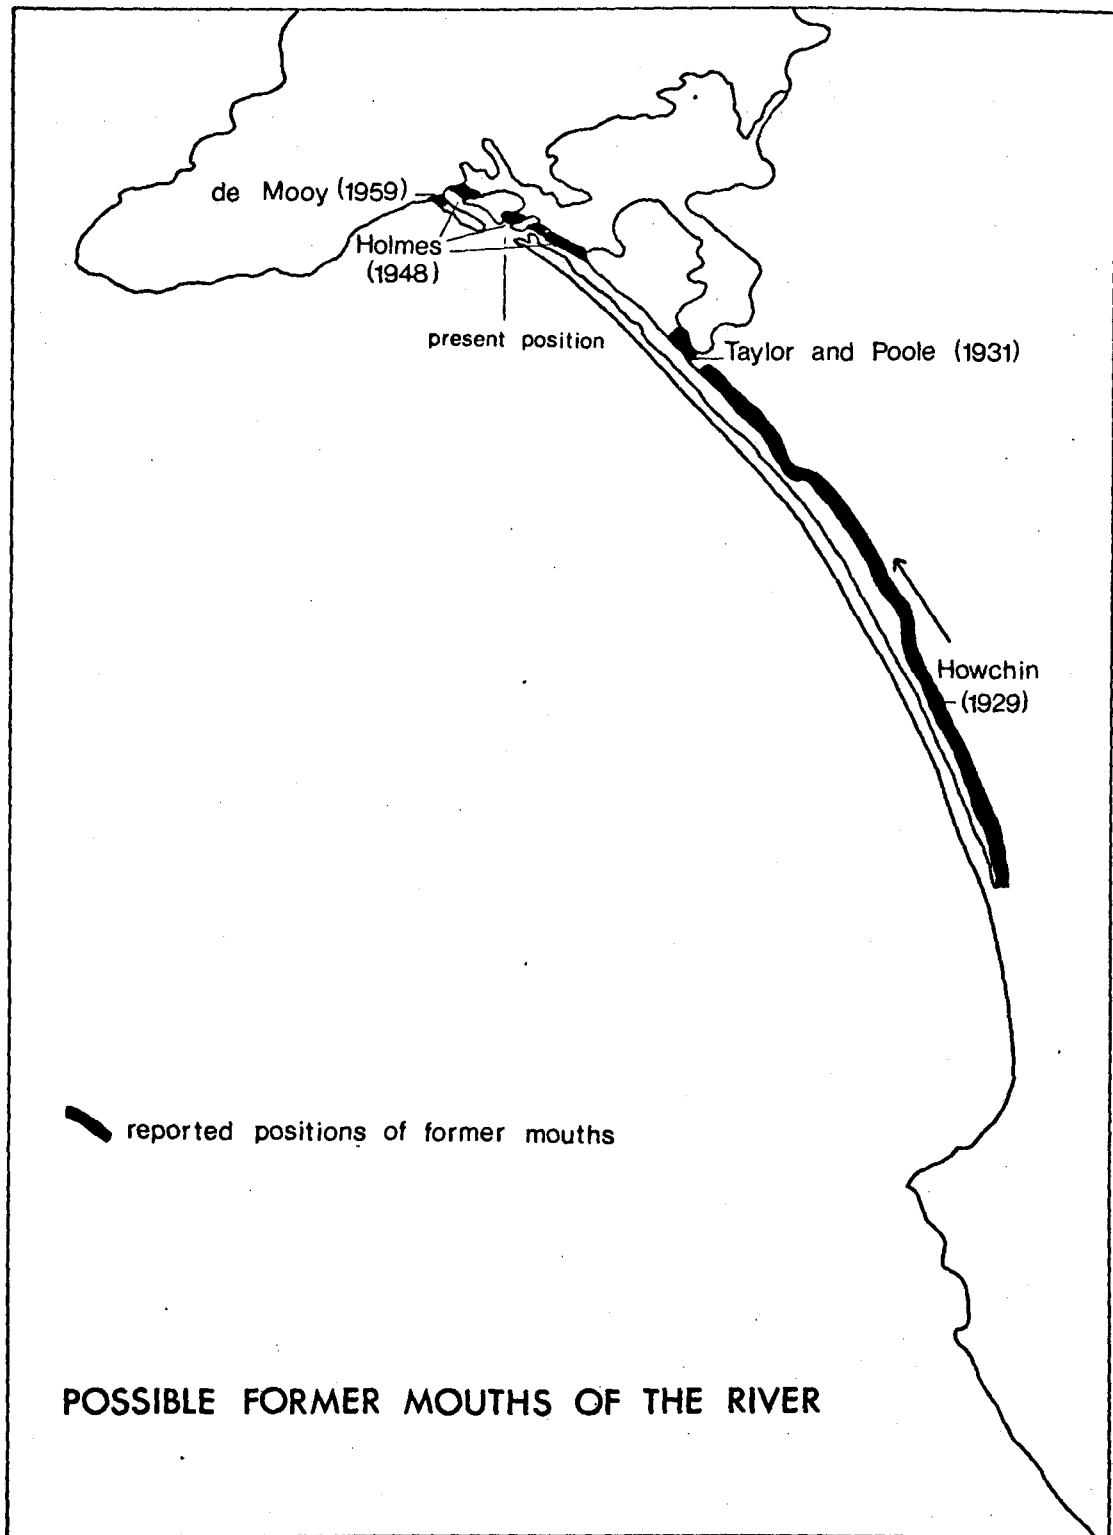 de Mooy (1959)
Holmes
(1948)
present position
Taylor and Poole (1931)
Howchin
(1929)
reported positions of former mouths
POSSIBLE FORMER MOUTHS OF THE RIVER